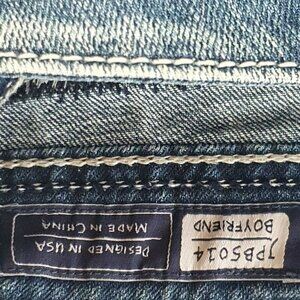 JPB5014
BOYFRIEND
DESIGNED IN USA
MADE IN CHINA